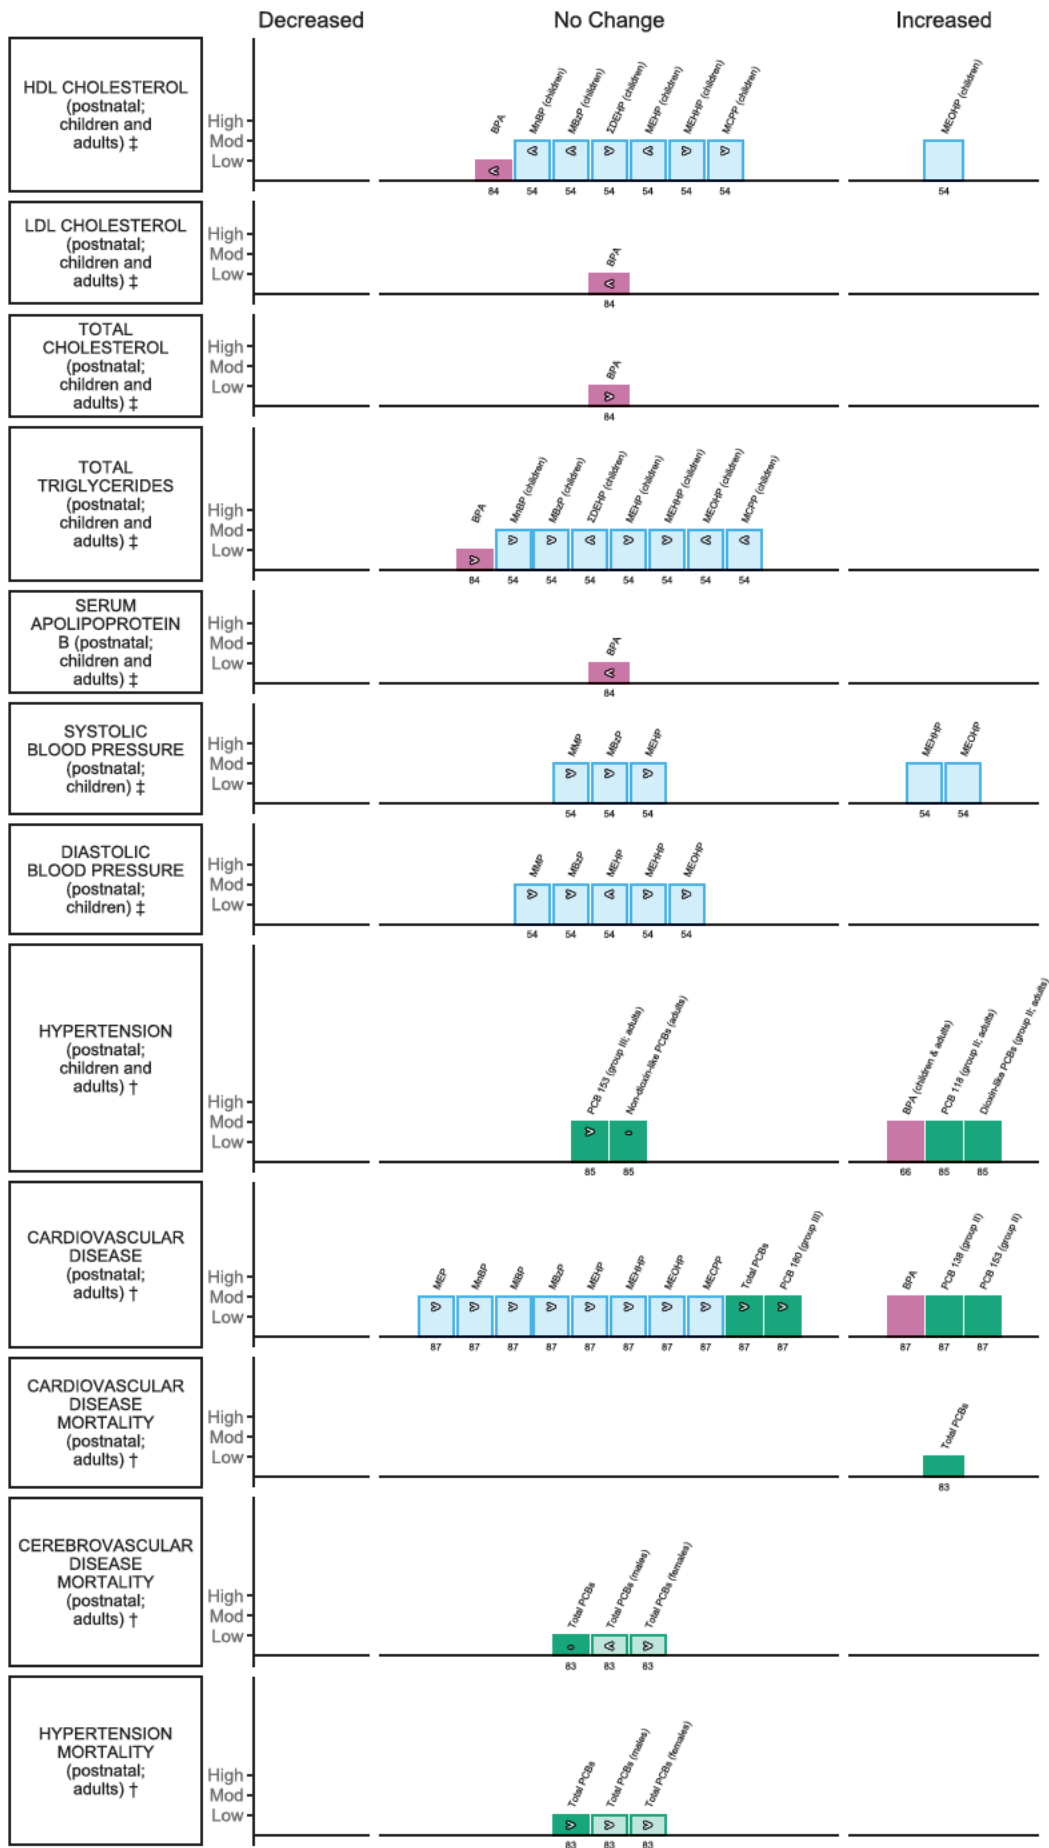 Decreased No Change Increased
HDL CHOLESTEROL
(postnatal;
children and
adults) ‡
High
Mod
Low
BPA
MnBP (children)
MBzP (children)
ΣDEHP (children)
MEHP (children)
MEHHP (children)
MCPP (children)
MEOHP (children)
84 54 54 54 54 54 54 54
LDL CHOLESTEROL
(postnatal;
children and
adults) ‡
High
Mod
Low
BPA
84
TOTAL
CHOLESTEROL
(postnatal;
children and
adults) ‡
High
Mod
Low
BPA
84
TOTAL
TRIGLYCERIDES
(postnatal;
children and
adults) ‡
High
Mod
Low
BPA
MnBP (children)
MBzP (children)
ΣDEHP (children)
MEHP (children)
MEHHP (children)
MEOHP (children)
MCPP (children)
84 54 54 54 54 54 54 54
SERUM
APOLIPOPROTEIN
B (postnatal;
children and
adults) ‡
High
Mod
Low
BPA
84
SYSTOLIC
BLOOD PRESSURE
(postnatal;
children) ‡
High
Mod
Low
MMP
MBzP
MEHP
MEHHP
MEOHP
54 54 54 54 54
DIASTOLIC
BLOOD PRESSURE
(postnatal;
children) ‡
High
Mod
Low
MMP
MBzP
MEHP
MEHHP
MEOHP
54 54 54 54 54
HYPERTENSION
(postnatal;
children and
adults) †
High
Mod
Low
PCB 153 (group III; adults)
Non-dioxin-like PCBs (adults)
BPA (children & adults)
PCB 118 (group II; adults)
Dioxin-like PCBs (group II; adults)
85 85 66 85 85
CARDIOVASCULAR
DISEASE
(postnatal;
adults) †
High
Mod
Low
MEP
MnBP
MiBP
MBzP
MEHP
MEHHP
MEOHP
MECPP
Total PCBs
PCB 180 (group III)
BPA
PCB 138 (group II)
PCB 153 (group II)
87 87 87 87 87 87 87 87 87 87 87 87 87
CARDIOVASCULAR
DISEASE
MORTALITY
(postnatal;
adults) †
High
Mod
Low
Total PCBs
83
CEREBROVASCULAR
DISEASE
MORTALITY
(postnatal;
adults) †
High
Mod
Low
Total PCBs
Total PCBs (males)
Total PCBs (females)
83 83 83
HYPERTENSION
MORTALITY
(postnatal;
adults) †
High
Mod
Low
Total PCBs
Total PCBs (males)
Total PCBs (females)
83 83 83